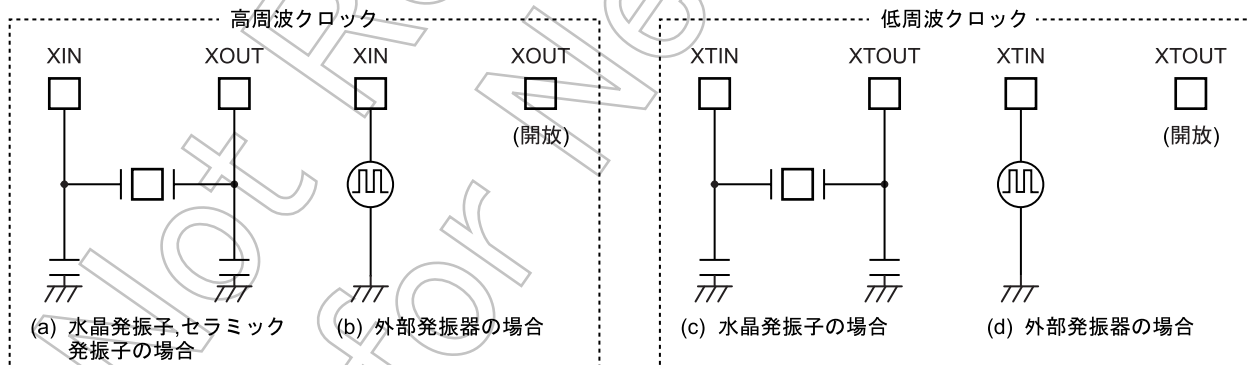 高周波クロック
低周波クロック
XIN XOUT XIN XOUT
XTIN XTOUT XTIN XTOUT
(開放)
(開放)
(a) 水晶発振子,セラミック
発振子の場合
(b) 外部発振器の場合
(c) 水晶発振子の場合
(d) 外部発振器の場合
Not R
for Ne